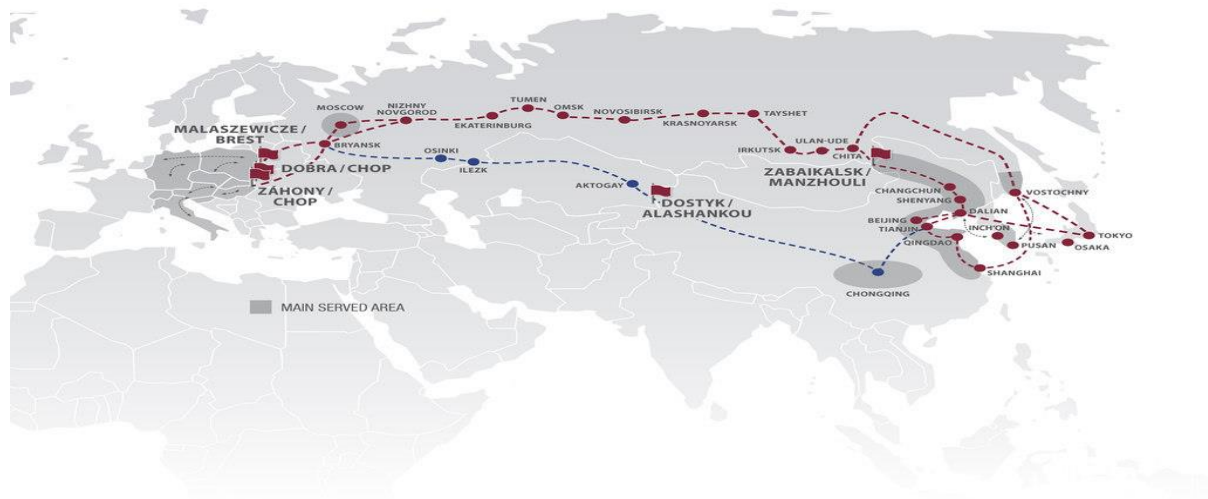 MOSCOW
NIZHNY
NOVGOROD
TUMEN
OMSK
NOVOSIBIRSK
TAYSHET
EKATERINBURG
KRASNOYARSK
MALASZEWICZE /
BREST
BRYANSK
OSINKI
ILEZK
IRKUTSK
ULAN-UDE
CHITA
DOBRA / CHOP
ZÁHONY /
CHOP
ZABAIKALSK /
MANZHOULI
AKTOGAY
DOSTYK /
ALASHANKOU
CHANGCHUN
SHENYANG
VOSTOCHNY
DALIAN
BEIJING
TIANJIN
INCH'ON
QINGDAO
PUSAN
TOKYO
OSAKA
SHANGHAI
CHONGQING
MAIN SERVED AREA